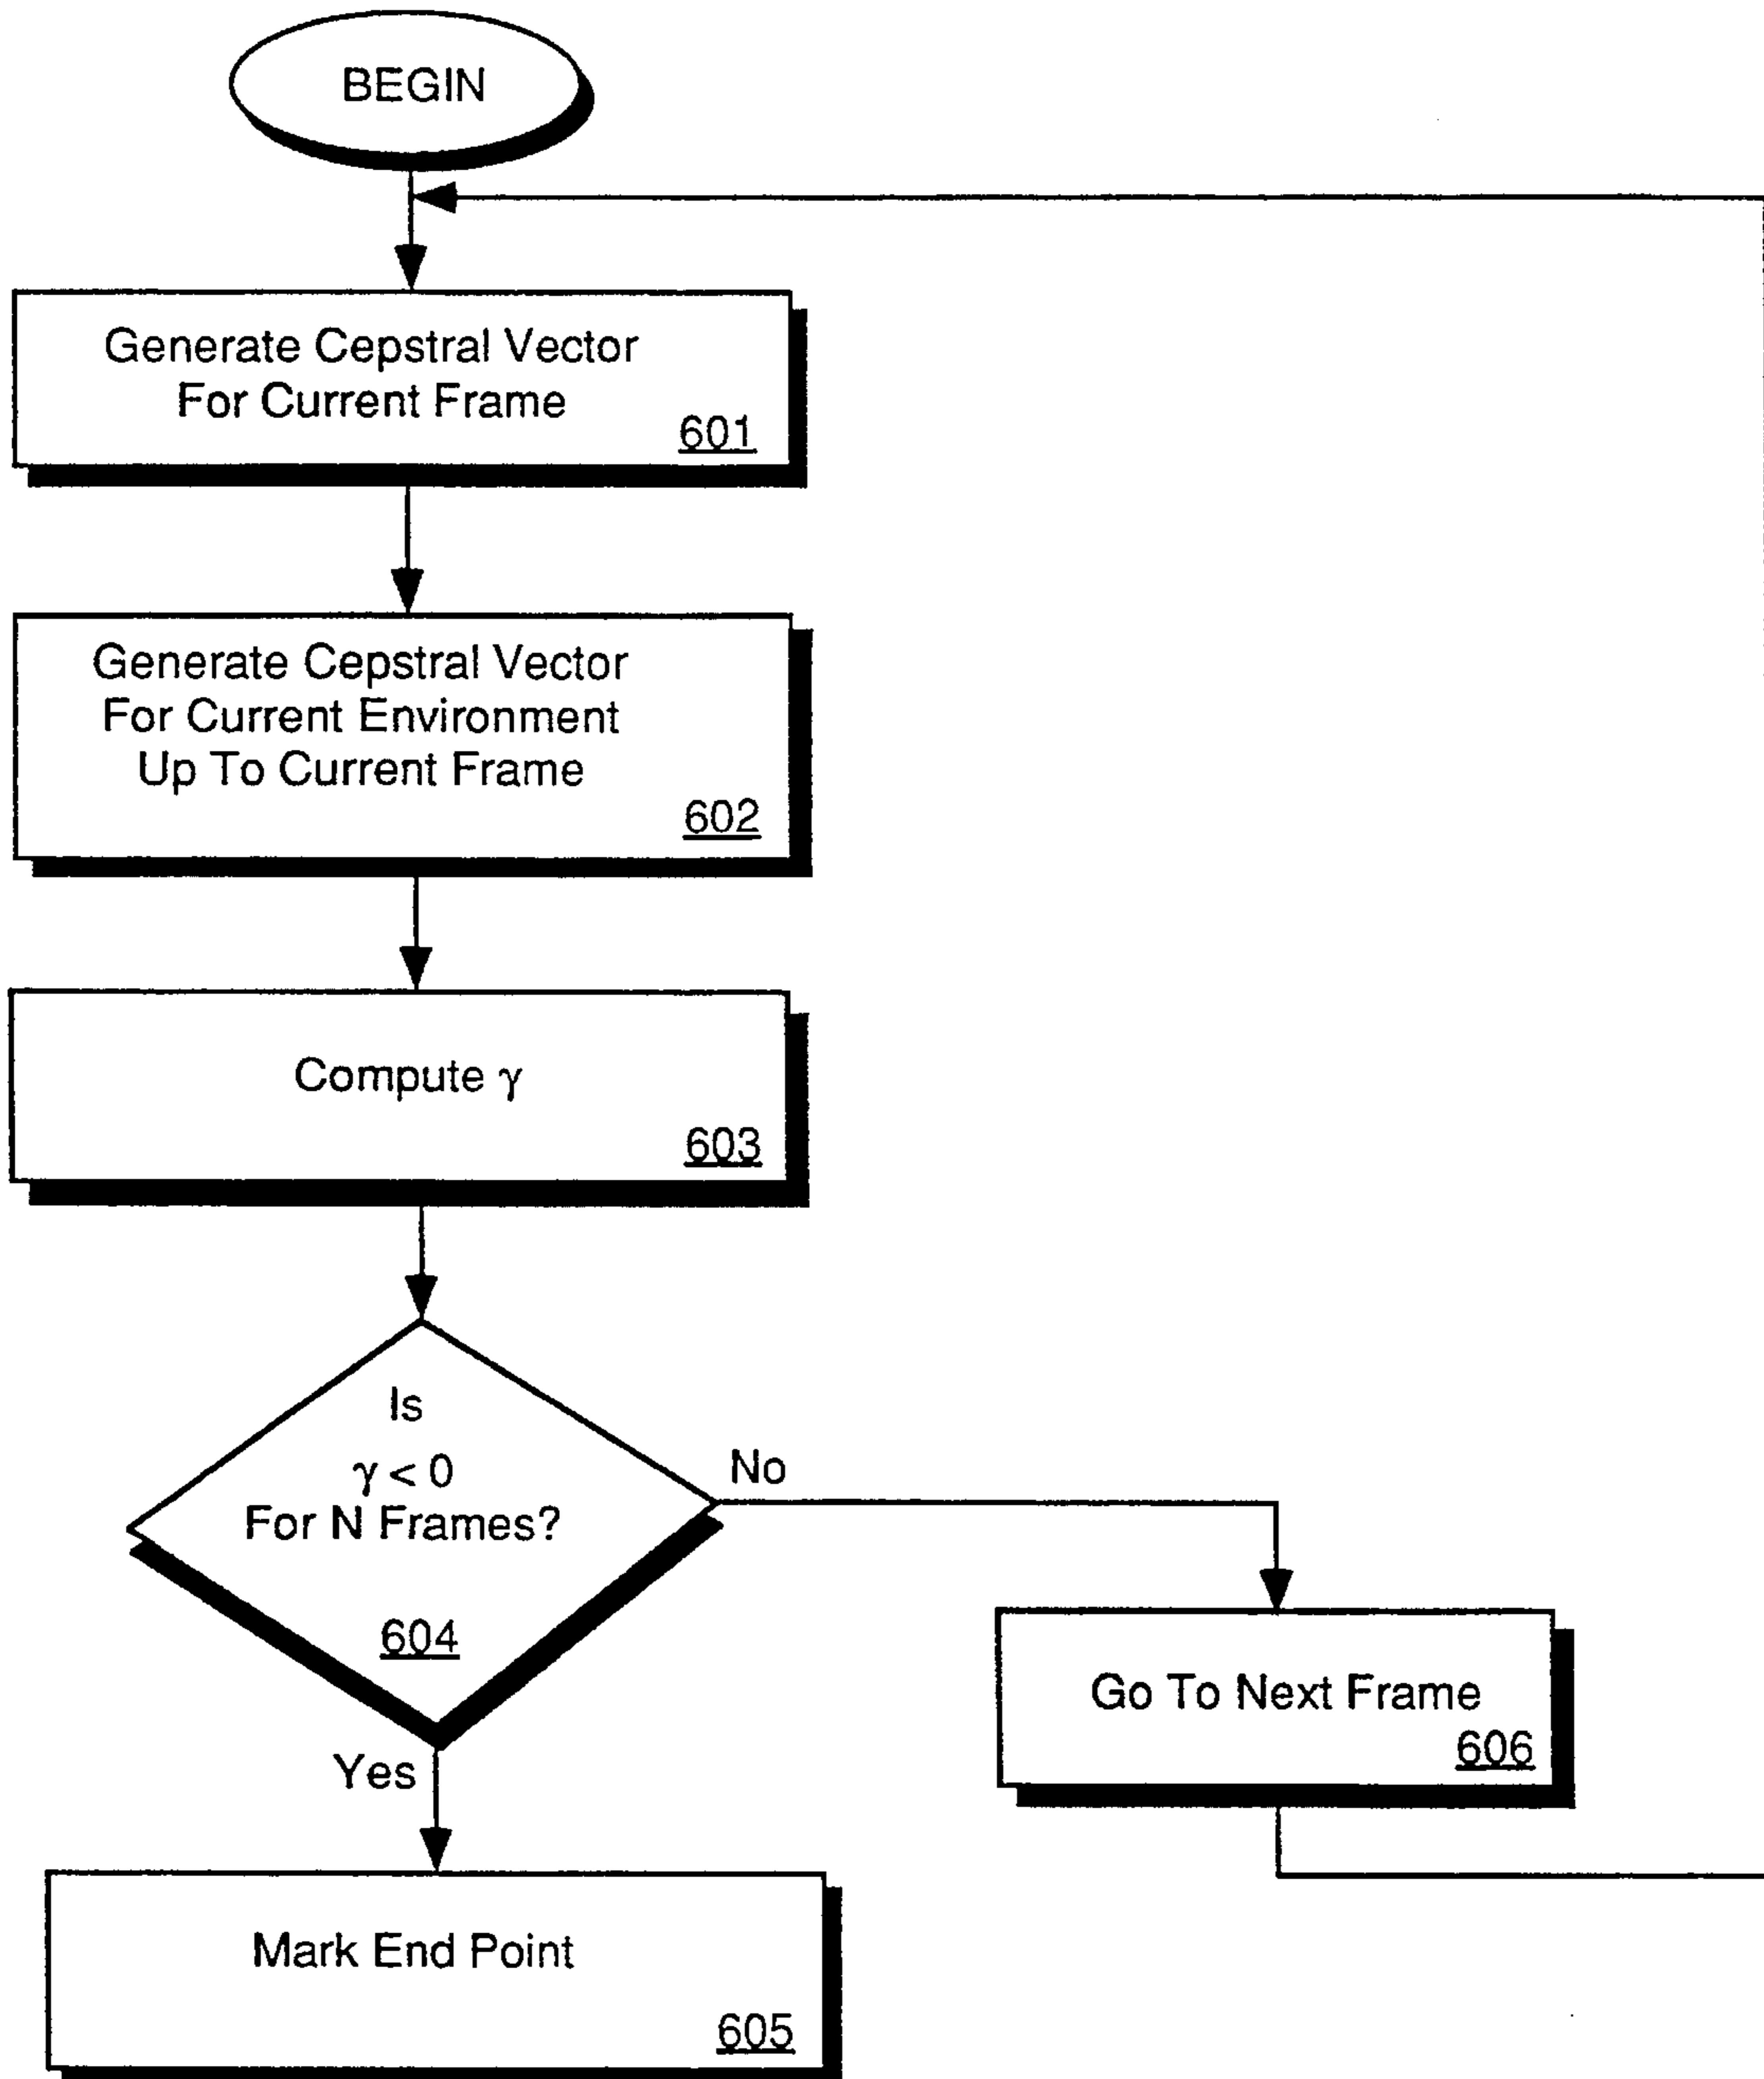 BEGIN
Generate Cepstral Vector
For Current Frame
601
Generate Cepstral Vector
For Current Environment
Up To Current Frame
602
Compute γ
603
Is
γ < 0
For N Frames?
604
No
Yes
Go To Next Frame
606
Mark End Point
605